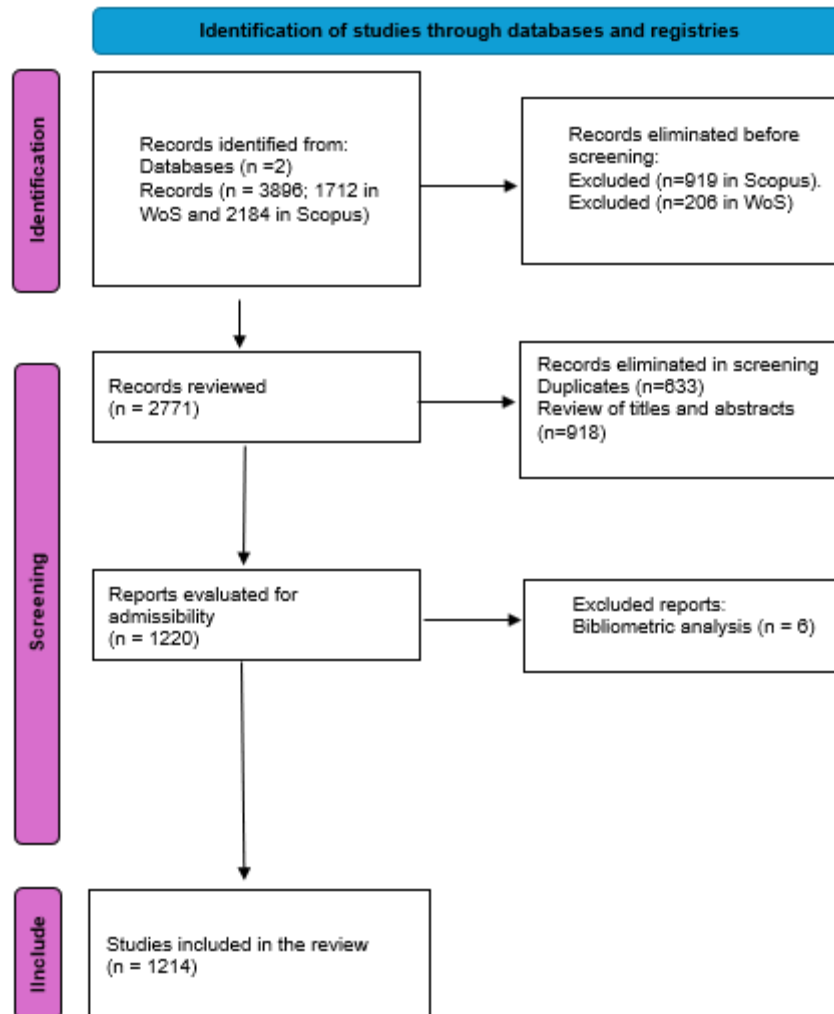 Identification of studies through databases and registries
Identification
Records identified from:
Databases (n =2)
Records (n = 3896; 1712 in
WoS and 2184 in Scopus)
Records eliminated before
screening:
Excluded (n=919 in Scopus).
Excluded (n=206 in WoS)
Screening
Records reviewed
(n = 2771)
Records eliminated in screening
Duplicates (n=633)
Review of titles and abstracts
(n=918)
Reports evaluated for
admissibility
(n = 1220)
Excluded reports:
Bibliometric analysis (n = 6)
IInclude
Studies included in the review
(n = 1214)